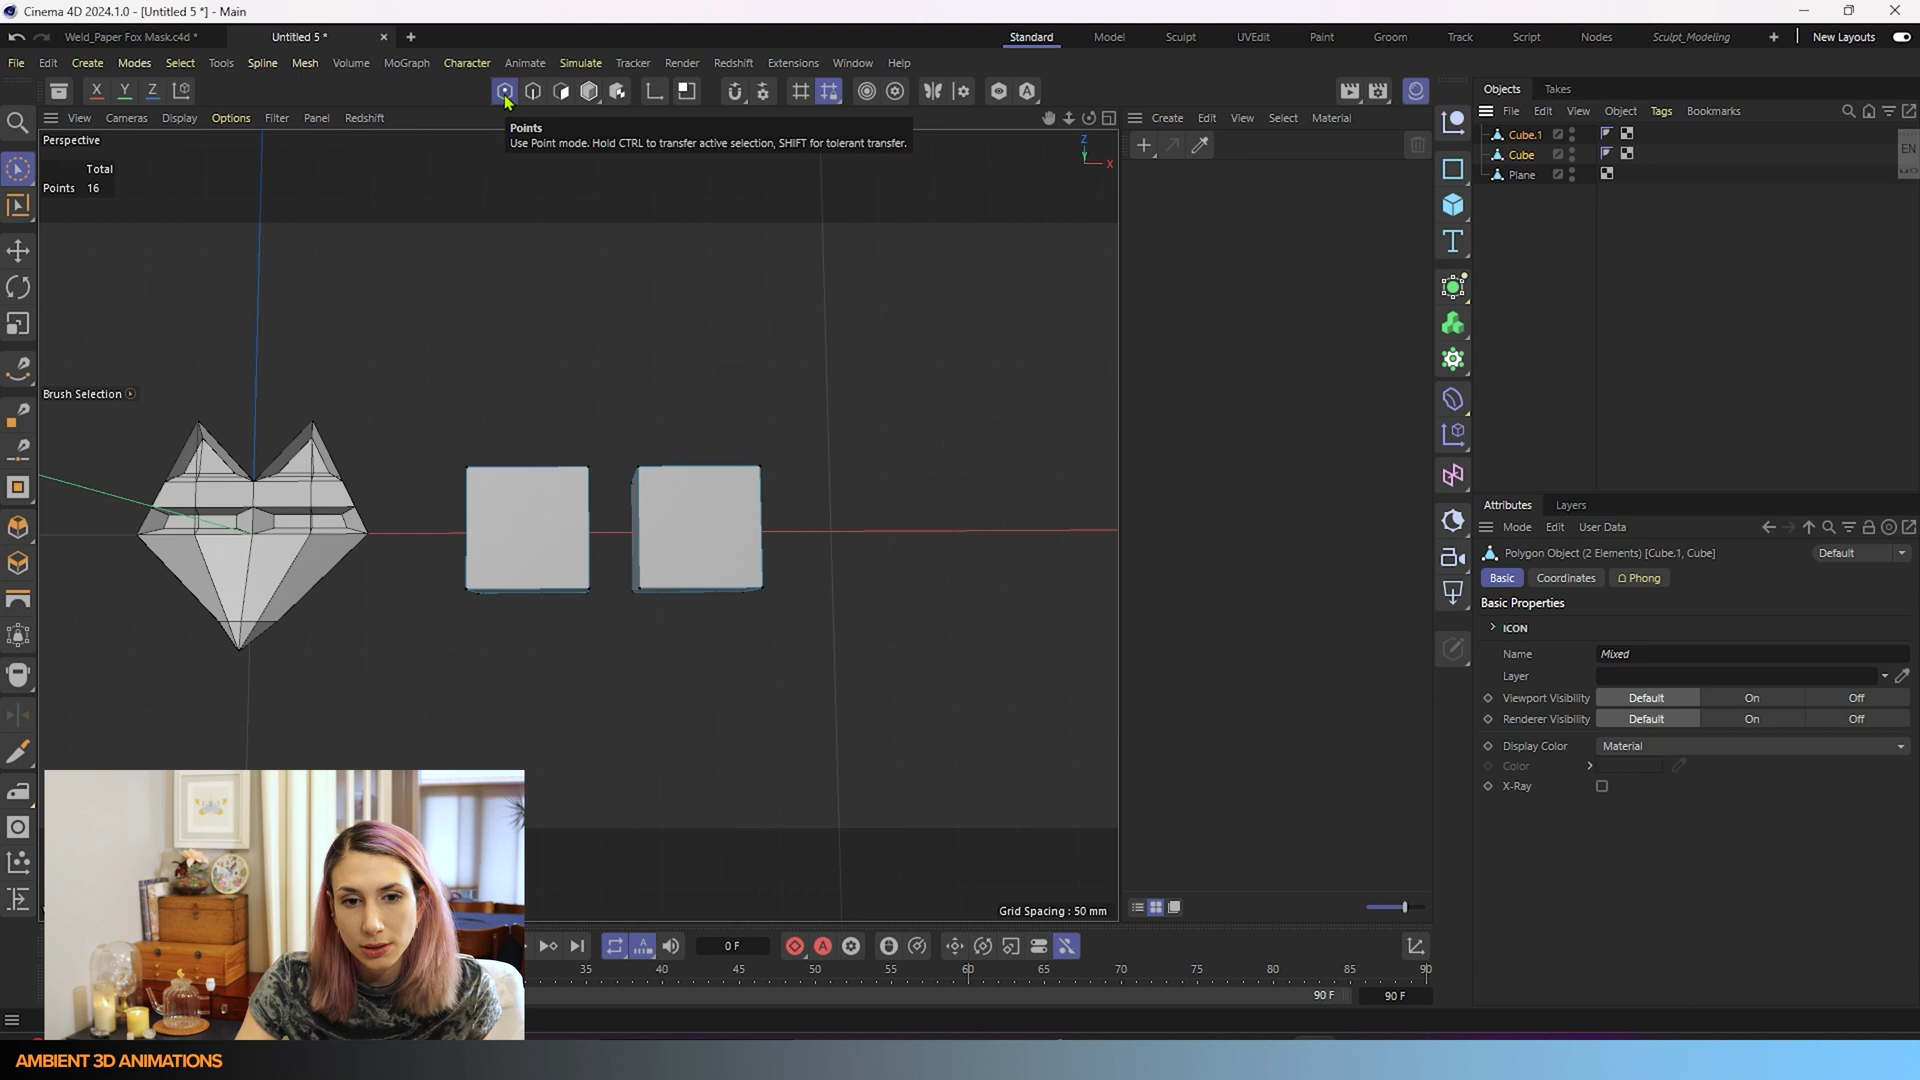 Cinema 4D 2024.1.0 - [Untitled 5 *] - Main
Weld_Paper Fox Mask.c4d *
Untitled 5 *
Standard
Model
Sculpt
UVEdit
Paint
Groom
Track
Script
Nodes
Sculpt_Modeling
New Layouts
File Edit Create Modes Select Tools Spline Mesh Volume MoGraph Character Animate Simulate Tracker Render Redshift Extensions Window Help
X Y Z
Objects Takes
View Cameras Display Options Filter Panel Redshift
Create Edit View Select Material
File Edit View Object Tags Bookmarks
Points
Use Point mode. Hold CTRL to transfer active selection, SHIFT for tolerant transfer.
Perspective
Z
X
Total
Points 16
Cube.1
Cube
Plane
EN
Brush Selection
Attributes Layers
Mode Edit User Data
Polygon Object (2 Elements) [Cube.1, Cube]
Default
Basic Coordinates Phong
Basic Properties
ICON
Name Mixed
Layer
Viewport Visibility Default On Off
Renderer Visibility Default On Off
Display Color Material
Color
X-Ray
Grid Spacing : 50 mm
0 F
35 40 45 50 55 60 65 70 75 80 85 90
90 F 90 F
AMBIENT 3D ANIMATIONS